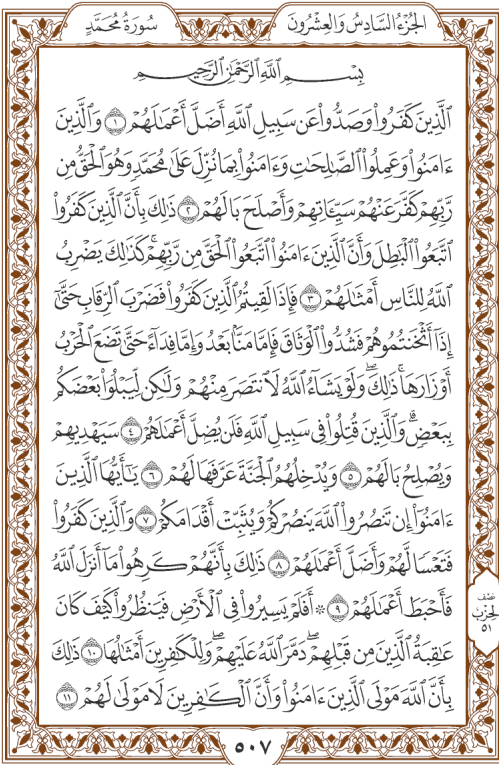 الجُزْءُ السَّادِسُ وَالعِشْرُونَ
سُورَةُ مُحَمَّدٍ
بِسْمِ ٱللَّهِ ٱلرَّحْمَٰنِ ٱلرَّحِيمِ
ٱلَّذِينَ كَفَرُوا۟ وَصَدُّوا۟ عَن سَبِيلِ ٱللَّهِ أَضَلَّ أَعْمَٰلَهُمْ ١ وَٱلَّذِينَ
ءَامَنُوا۟ وَعَمِلُوا۟ ٱلصَّٰلِحَٰتِ وَءَامَنُوا۟ بِمَا نُزِّلَ عَلَىٰ مُحَمَّدٍ وَهُوَ ٱلْحَقُّ مِن
رَّبِّهِمْ كَفَّرَ عَنْهُمْ سَيِّـَٔاتِهِمْ وَأَصْلَحَ بَالَهُمْ ٢ ذَٰلِكَ بِأَنَّ ٱلَّذِينَ كَفَرُوا۟
ٱتَّبَعُوا۟ ٱلْبَٰطِلَ وَأَنَّ ٱلَّذِينَ ءَامَنُوا۟ ٱتَّبَعُوا۟ ٱلْحَقَّ مِن رَّبِّهِمْ ۚ كَذَٰلِكَ يَضْرِبُ
ٱللَّهُ لِلنَّاسِ أَمْثَٰلَهُمْ ٣ فَإِذَا لَقِيتُمُ ٱلَّذِينَ كَفَرُوا۟ فَضَرْبَ ٱلرِّقَابِ حَتَّىٰٓ
إِذَآ أَثْخَنتُمُوهُمْ فَشُدُّوا۟ ٱلْوَثَاقَ فَإِمَّا مَنًّۢا بَعْدُ وَإِمَّا فِدَآءً حَتَّىٰ تَضَعَ ٱلْحَرْبُ
أَوْزَارَهَا ۚ ذَٰلِكَ ۖ وَلَوْ يَشَآءُ ٱللَّهُ لَٱنتَصَرَ مِنْهُمْ وَلَٰكِن لِّيَبْلُوَا۟ بَعْضَكُم
بِبَعْضٍ ۗ وَٱلَّذِينَ قُتِلُوا۟ فِى سَبِيلِ ٱللَّهِ فَلَن يُضِلَّ أَعْمَٰلَهُمْ ٤ سَيَهْدِيهِمْ
وَيُصْلِحُ بَالَهُمْ ٥ وَيُدْخِلُهُمُ ٱلْجَنَّةَ عَرَّفَهَا لَهُمْ ٦ يَٰٓأَيُّهَا ٱلَّذِينَ
ءَامَنُوٓا۟ إِن تَنصُرُوا۟ ٱللَّهَ يَنصُرْكُمْ وَيُثَبِّتْ أَقْدَامَكُمْ ٧ وَٱلَّذِينَ كَفَرُوا۟
فَتَعْسًا لَّهُمْ وَأَضَلَّ أَعْمَٰلَهُمْ ٨ ذَٰلِكَ بِأَنَّهُمْ كَرِهُوا۟ مَآ أَنزَلَ ٱللَّهُ
فَأَحْبَطَ أَعْمَٰلَهُمْ ٩ ۞ أَفَلَمْ يَسِيرُوا۟ فِى ٱلْأَرْضِ فَيَنظُرُوا۟ كَيْفَ كَانَ
عَٰقِبَةُ ٱلَّذِينَ مِن قَبْلِهِمْ ۖ دَمَّرَ ٱللَّهُ عَلَيْهِمْ ۖ وَلِلْكَٰفِرِينَ أَمْثَٰلُهَا ١٠ ذَٰلِكَ
بِأَنَّ ٱللَّهَ مَوْلَى ٱلَّذِينَ ءَامَنُوا۟ وَأَنَّ ٱلْكَٰفِرِينَ لَا مَوْلَىٰ لَهُمْ ١١
نصف
الحزب
٥١
٥٠٧